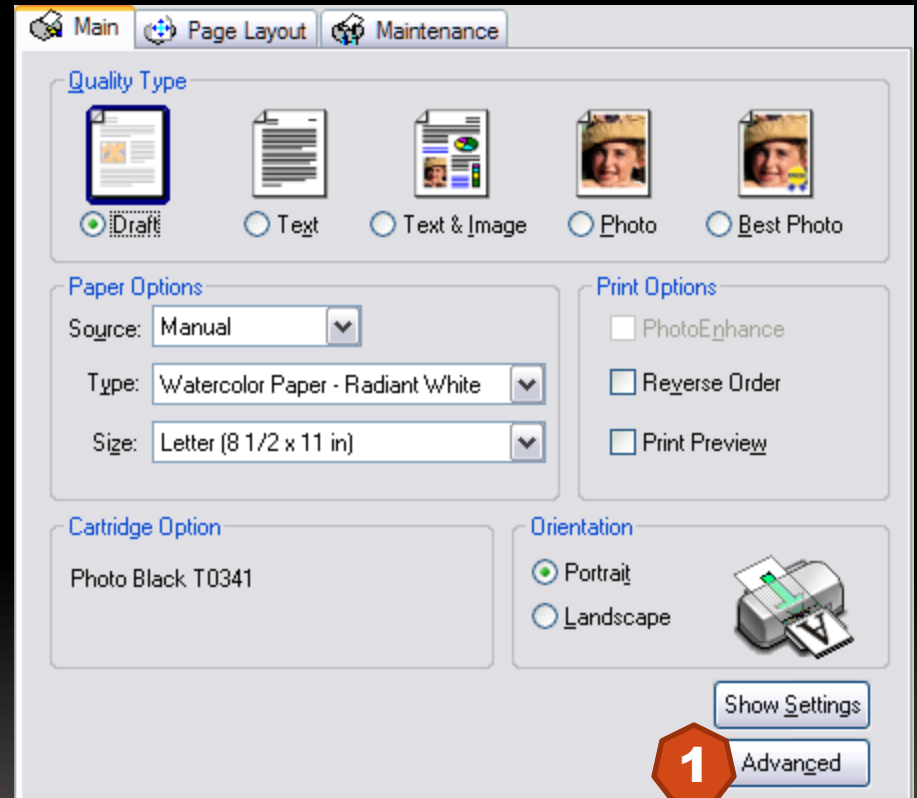 Main Page Layout Maintenance
Quality Type
Draft Text Text & Image Photo Best Photo
Paper Options
Source: Manual
Type: Watercolor Paper - Radiant White
Size: Letter (8 1/2 x 11 in)
Print Options
PhotoEnhance
Reverse Order
Print Preview
Cartridge Option
Photo Black T0341
Orientation
Portrait
Landscape
A
Show Settings
1 Advanced